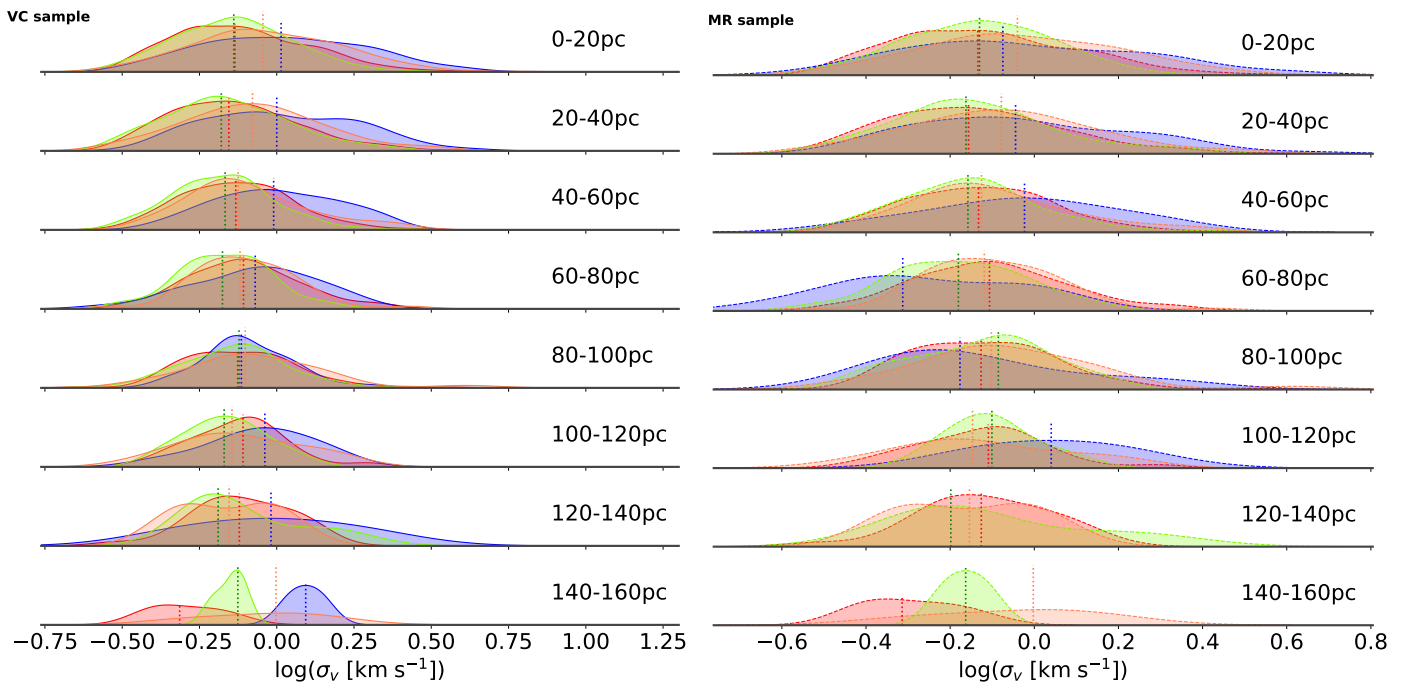 VC sample
0-20pc
20-40pc
40-60pc
60-80pc
80-100pc
100-120pc
120-140pc
140-160pc
−0.75 −0.50 −0.25 0.00 0.25 0.50 0.75 1.00 1.25
log(σᵥ [km s⁻¹])
MR sample
0-20pc
20-40pc
40-60pc
60-80pc
80-100pc
100-120pc
120-140pc
140-160pc
−0.6 −0.4 −0.2 0.0 0.2 0.4 0.6 0.8
log(σᵥ [km s⁻¹])